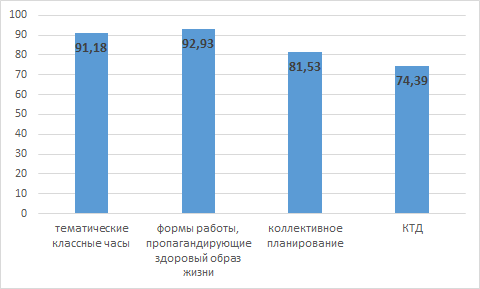 100
90
80
70
60
50
40
30
20
10
0
91,18
92,93
81,53
74,39
тематические
классные часы
формы работы,
пропагандирующие
здоровый образ
жизни
коллективное
планирование
КТД